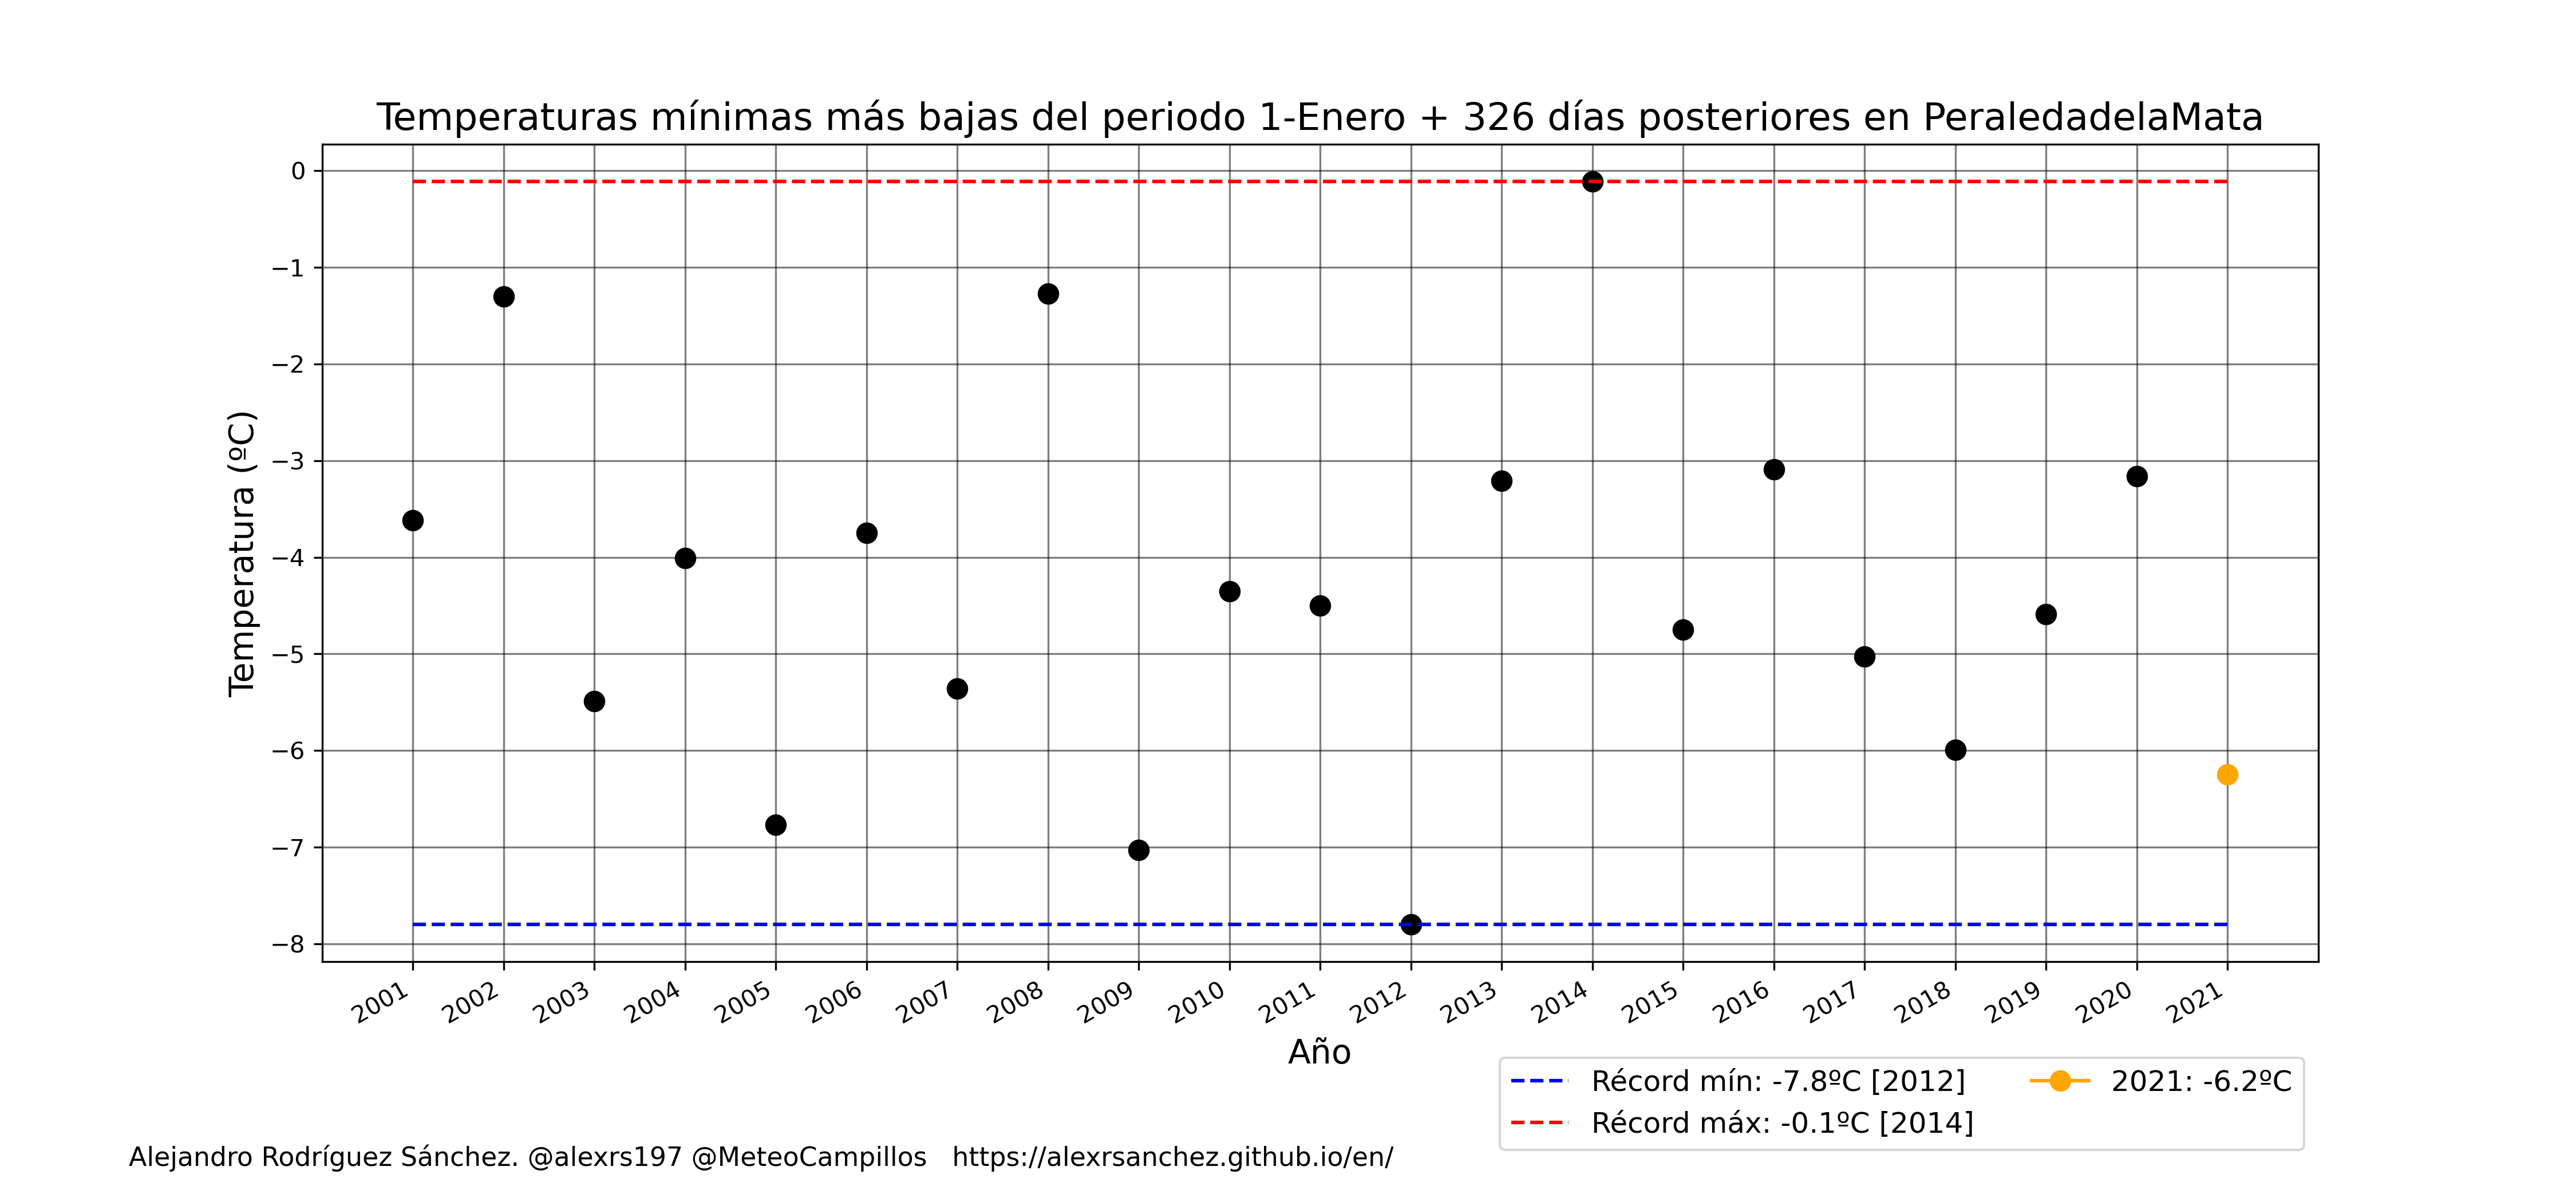 Temperaturas mínimas más bajas del periodo 1-Enero + 326 días posteriores en PeraledadelaMata
Temperatura (ºC)
0
−1
−2
−3
−4
−5
−6
−7
−8
2001 2002 2003 2004 2005 2006 2007 2008 2009 2010 2011 2012 2013 2014 2015 2016 2017 2018 2019 2020 2021
Año
Récord mín: -7.8ºC [2012]
Récord máx: -0.1ºC [2014]
2021: -6.2ºC
Alejandro Rodríguez Sánchez. @alexrs197 @MeteoCampillos https://alexrsanchez.github.io/en/